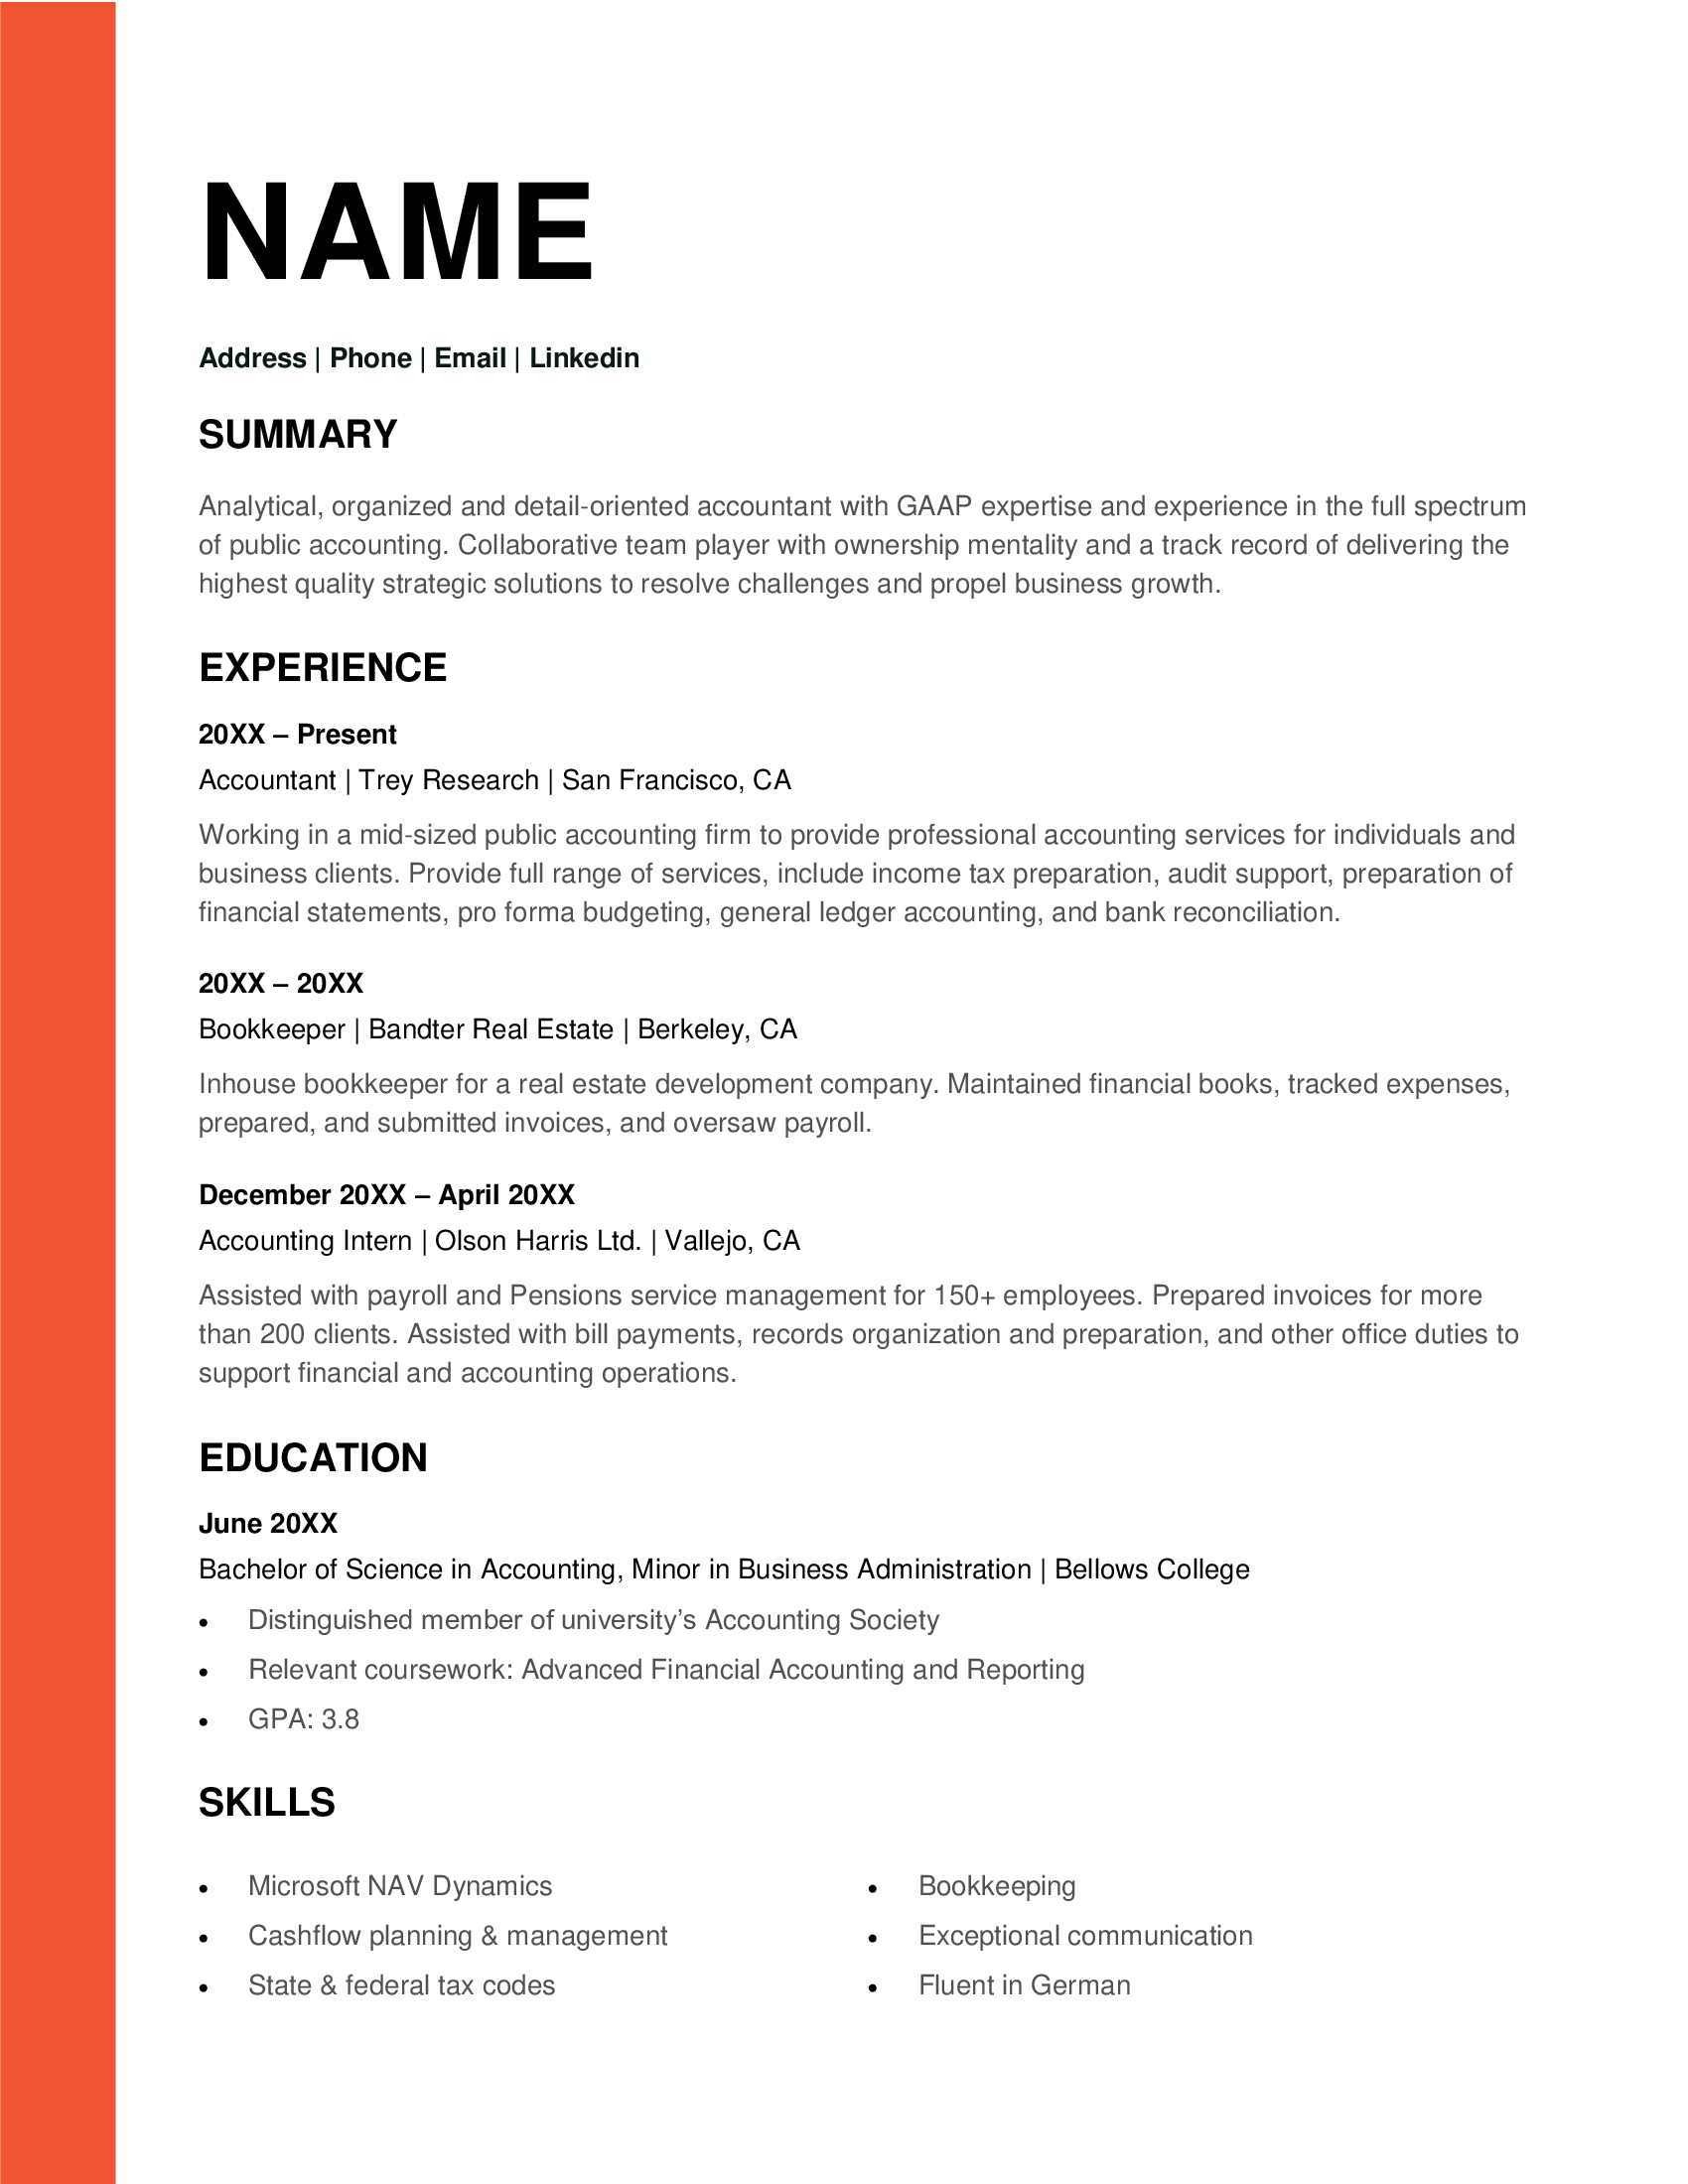 NAME
Address | Phone | Email | Linkedin
SUMMARY
Analytical, organized and detail-oriented accountant with GAAP expertise and experience in the full spectrum
of public accounting. Collaborative team player with ownership mentality and a track record of delivering the
highest quality strategic solutions to resolve challenges and propel business growth.
EXPERIENCE
20XX – Present
Accountant | Trey Research | San Francisco, CA
Working in a mid-sized public accounting firm to provide professional accounting services for individuals and
business clients. Provide full range of services, include income tax preparation, audit support, preparation of
financial statements, pro forma budgeting, general ledger accounting, and bank reconciliation.
20XX – 20XX
Bookkeeper | Bandter Real Estate | Berkeley, CA
Inhouse bookkeeper for a real estate development company. Maintained financial books, tracked expenses,
prepared, and submitted invoices, and oversaw payroll.
December 20XX – April 20XX
Accounting Intern | Olson Harris Ltd. | Vallejo, CA
Assisted with payroll and Pensions service management for 150+ employees. Prepared invoices for more
than 200 clients. Assisted with bill payments, records organization and preparation, and other office duties to
support financial and accounting operations.
EDUCATION
June 20XX
Bachelor of Science in Accounting, Minor in Business Administration | Bellows College
• Distinguished member of university’s Accounting Society
• Relevant coursework: Advanced Financial Accounting and Reporting
• GPA: 3.8
SKILLS
• Microsoft NAV Dynamics
• Cashflow planning & management
• State & federal tax codes
• Bookkeeping
• Exceptional communication
• Fluent in German